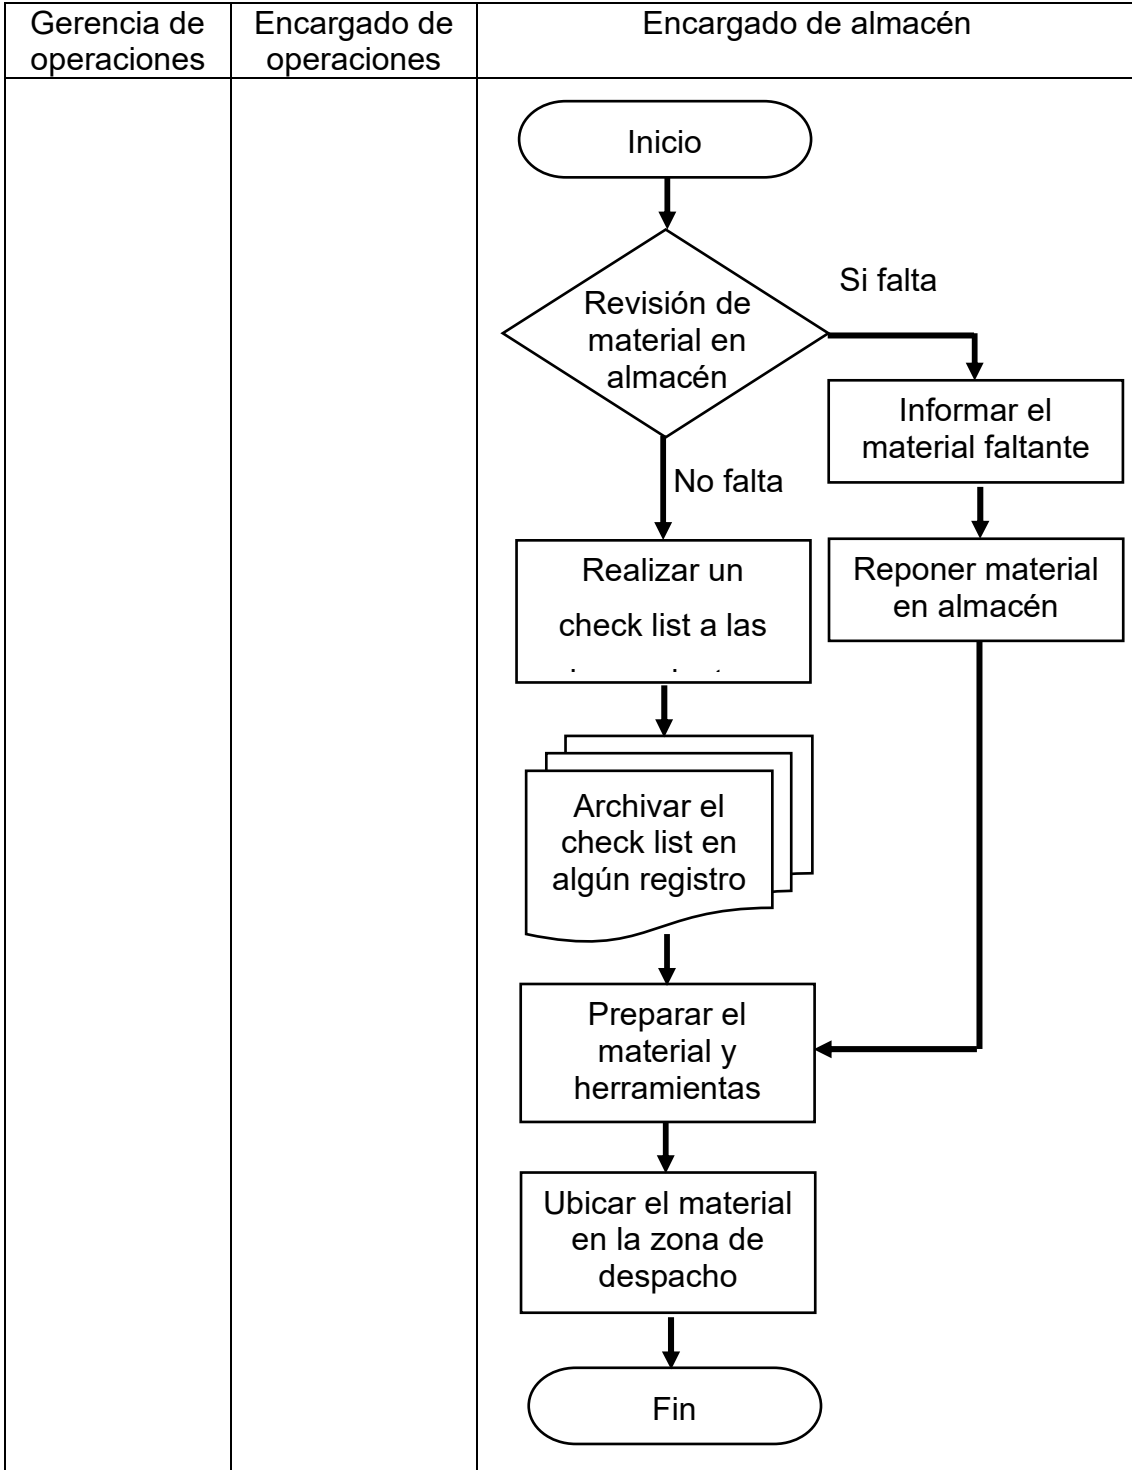 Gerencia de
operaciones
Encargado de
operaciones
Encargado de almacén
Inicio
Revisión de
material en
almacén
Si falta
Informar el
material faltante
No falta
Realizar un
check list a las
Reponer material
en almacén
Archivar el
check list en
algún registro
Preparar el
material y
herramientas
Ubicar el material
en la zona de
despacho
Fin